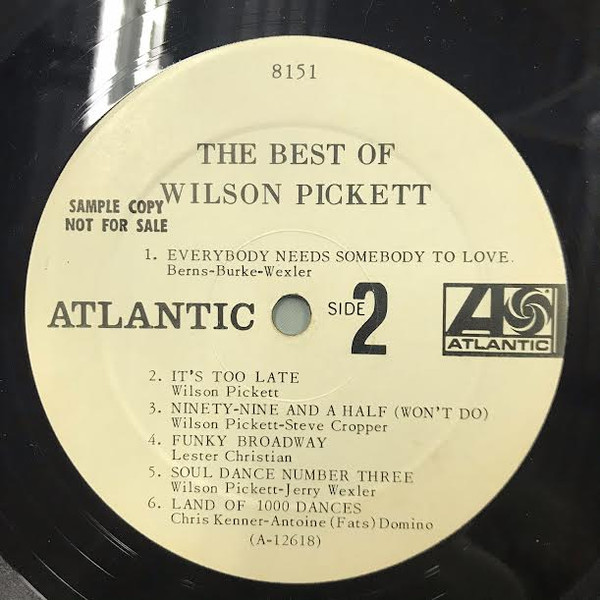 8151
THE BEST OF
WILSON PICKETT
SAMPLE COPY
NOT FOR SALE
1. EVERYBODY NEEDS SOMEBODY TO LOVE.
Berns-Burke-Wexler
ATLANTIC
SIDE 2
ATLANTIC
2. IT'S TOO LATE
Wilson Pickett
3. NINETY-NINE AND A HALF (WON'T DO)
Wilson Pickett-Steve Cropper
4. FUNKY BROADWAY
Lester Christian
5. SOUL DANCE NUMBER THREE
Wilson Pickett-Jerry Wexler
6. LAND OF 1000 DANCES
Chris Kenner-Antoine (Fats) Domino
(A-12618)